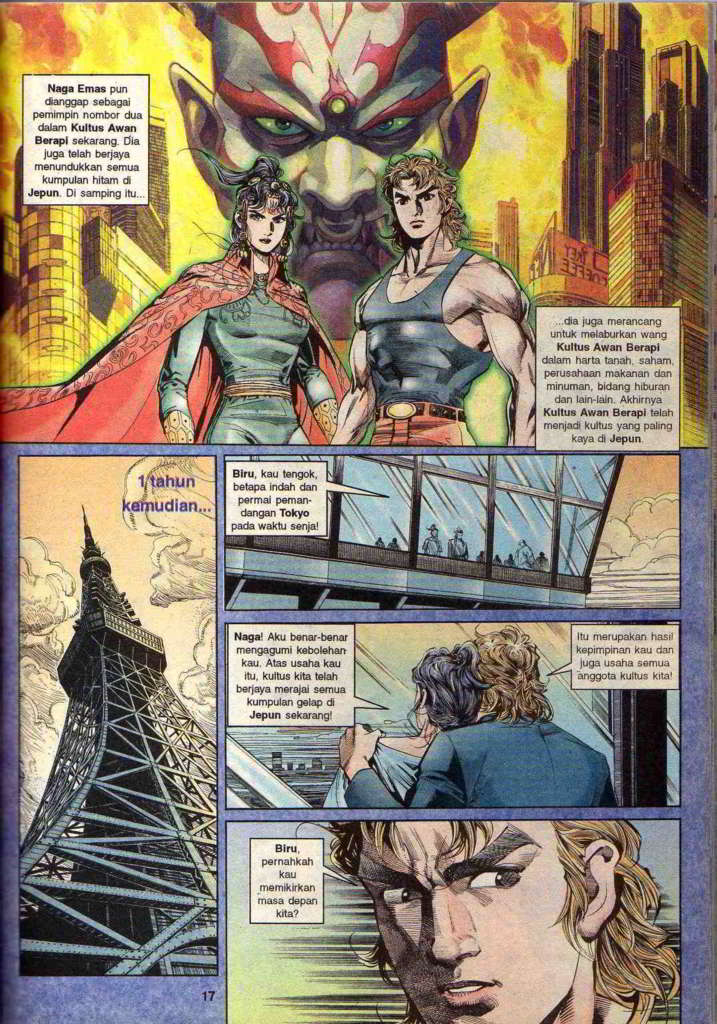 Naga Emas pun
dianggap sebagai
pemimpin nombor dua
dalam Kultus Awan
Berapi sekarang. Dia
juga telah berjaya
menundukkan semua
kumpulan hitam di
Jepun. Di samping itu...
KEY
COFFEE
...dia juga merancang
untuk melaburkan wang
Kultus Awan Berapi
dalam harta tanah, saham,
perusahaan makanan dan
minuman, bidang hiburan
dan lain-lain. Akhirnya
Kultus Awan Berapi telah
menjadi kultus yang paling
kaya di Jepun.
1 tahun
kemudian...
Biru, kau tengok,
betapa indah dan
permai peman-
dangan Tokyo
pada waktu senja!
Naga! Aku benar-benar
mengagumi kebolehan
kau. Atas usaha kau
itu, kultus kita telah
berjaya merajai semua
kumpulan gelap di
Jepun sekarang!
Itu merupakan hasil
kepimpinan kau dan
juga usaha semua
anggota kultus kita!
Biru,
pernahkah
kau
memikirkan
masa depan
kita?
17